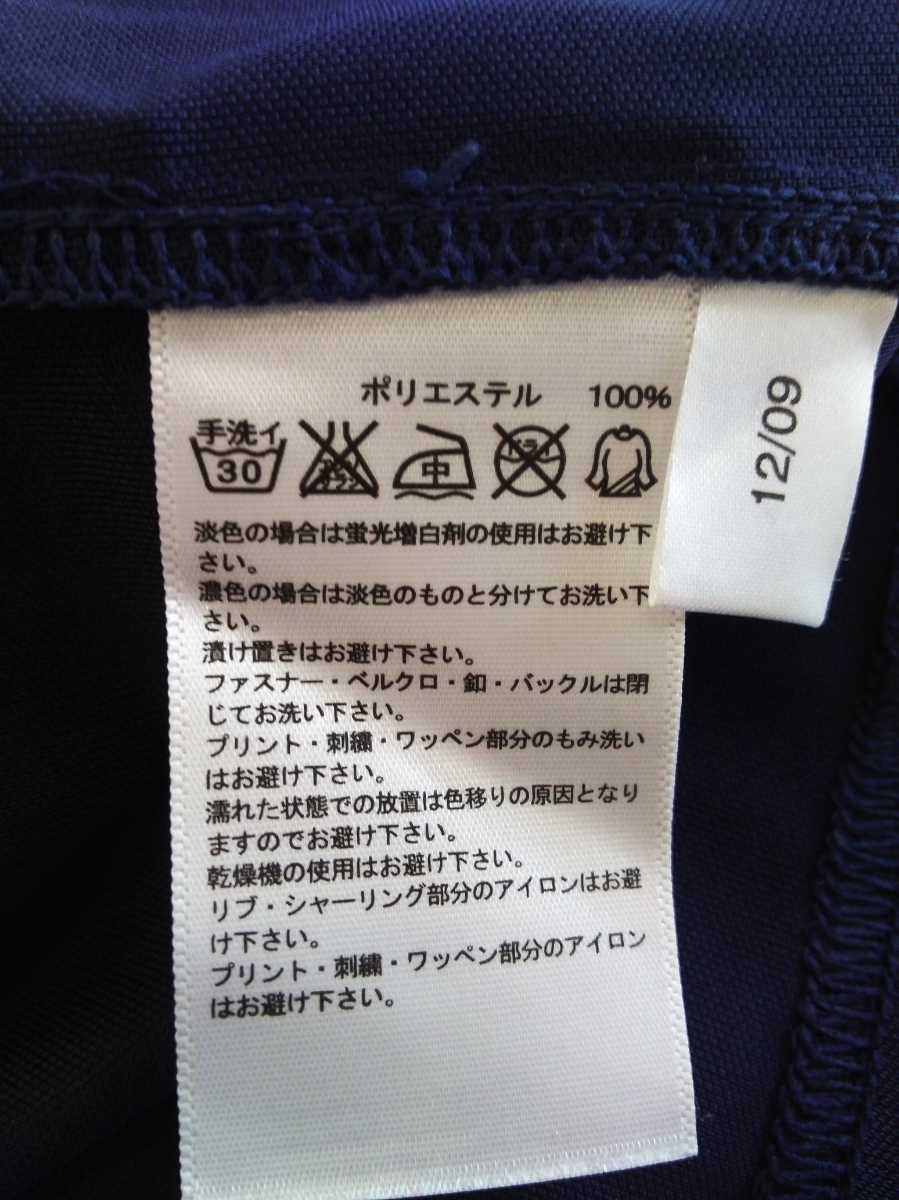 ポリエステル 100%
手洗イ
30
エンソ
サラシ
中
ドライ
淡色の場合は蛍光増白剤の使用はお避け下
さい。
濃色の場合は淡色のものと分けてお洗い下
さい。
漬け置きはお避け下さい。
ファスナー・ベルクロ・釦・バックルは閉
じてお洗い下さい。
プリント・刺繍・ワッペン部分のもみ洗い
はお避け下さい。
濡れた状態での放置は色移りの原因となり
ますのでお避け下さい。
乾燥機の使用はお避け下さい。
リブ・シャーリング部分のアイロンはお避
け下さい。
プリント・刺繍・ワッペン部分のアイロン
はお避け下さい。
12/09